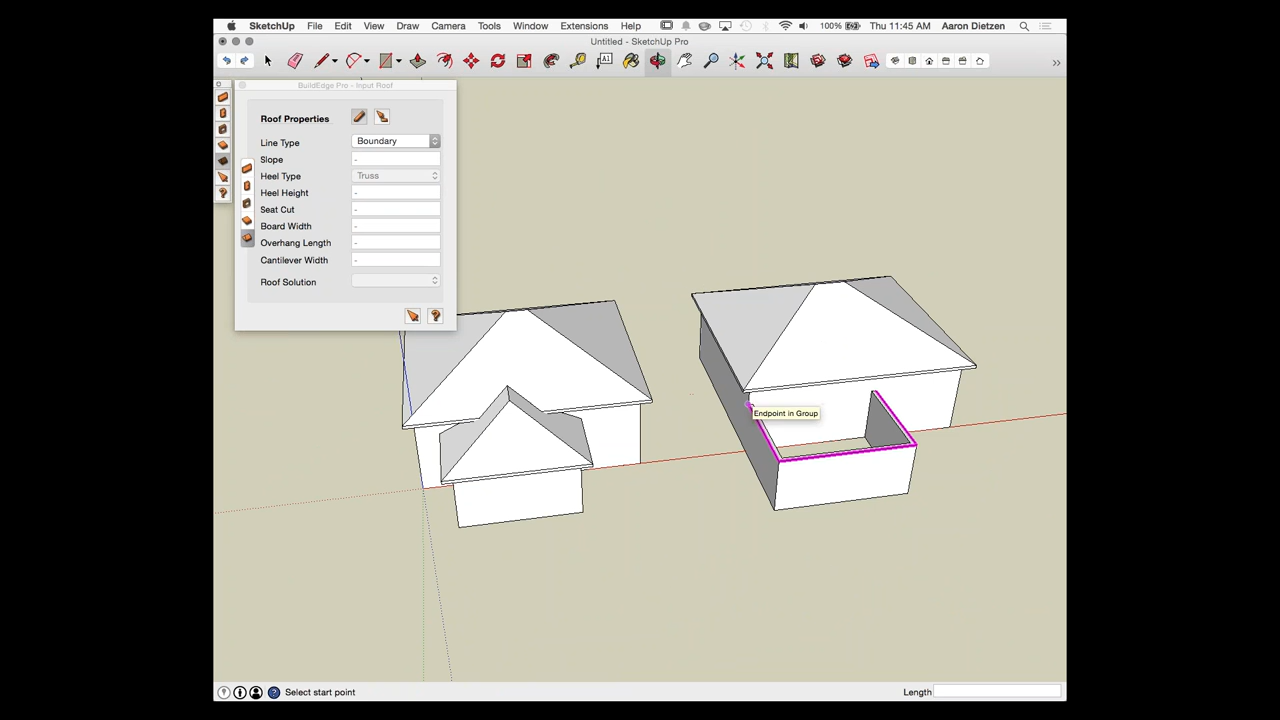 SketchUp File Edit View Draw Camera Tools Window Extensions Help 100% Thu 11:45 AM Aaron Dietzen
Untitled - SketchUp Pro
A1
»
BuildEdge Pro - Input Roof
Roof Properties
Line Type Boundary
Slope -
Heel Type Truss
Heel Height -
Seat Cut -
Board Width -
Overhang Length -
Cantilever Width -
Roof Solution
Endpoint in Group
Select start point
Length